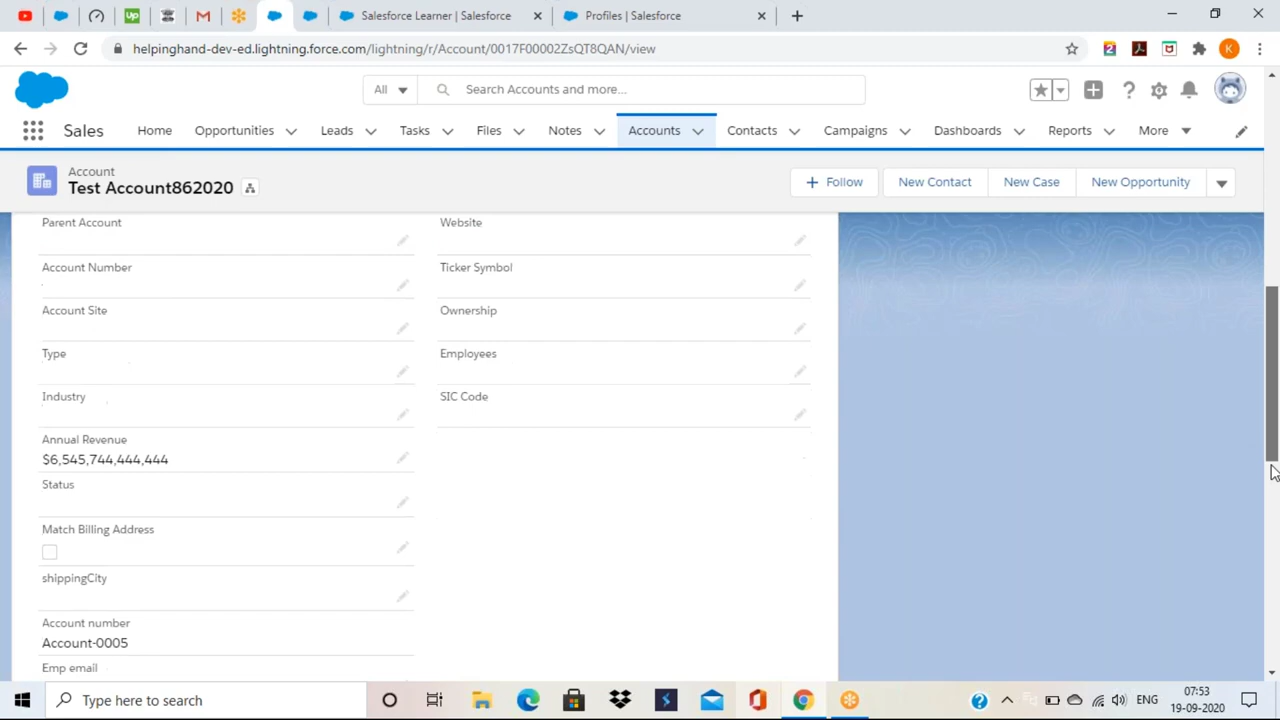 Up
Salesforce Learner | Salesforce
Profiles | Salesforce
helpinghand-dev-ed.lightning.force.com/lightning/r/Account/0017F00002ZsQT8QAN/view
2
K
All
Search Accounts and more...
Sales
Home
Opportunities
Leads
Tasks
Files
Notes
Accounts
Contacts
Campaigns
Dashboards
Reports
More
Account
Test Account862020
Follow
New Contact
New Case
New Opportunity
Parent Account
Website
Account Number
Ticker Symbol
Account Site
Ownership
Type
Employees
Industry
SIC Code
Annual Revenue
$6,545,744,444,444
Status
Match Billing Address
shippingCity
Account number
Account-0005
Emp email
Type here to search
ENG
07:53
19-09-2020